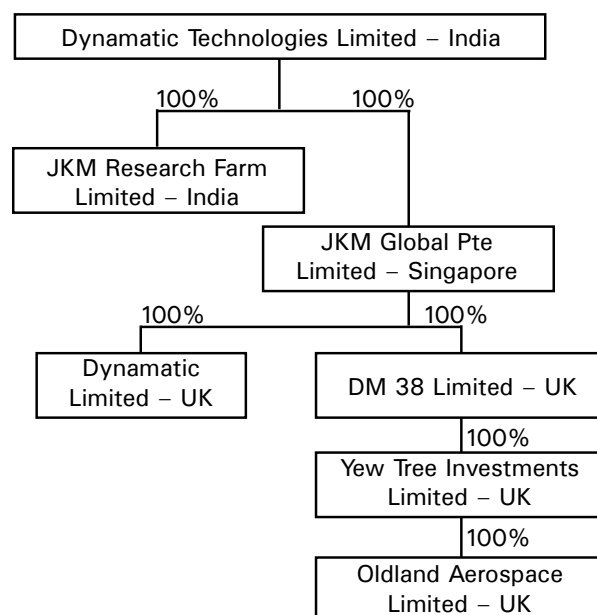 Dynamatic Technologies Limited – India
100%
100%
JKM Research Farm
Limited – India
JKM Global Pte
Limited – Singapore
100%
100%
Dynamatic
Limited – UK
DM 38 Limited – UK
100%
Yew Tree Investments
Limited – UK
100%
Oldland Aerospace
Limited – UK